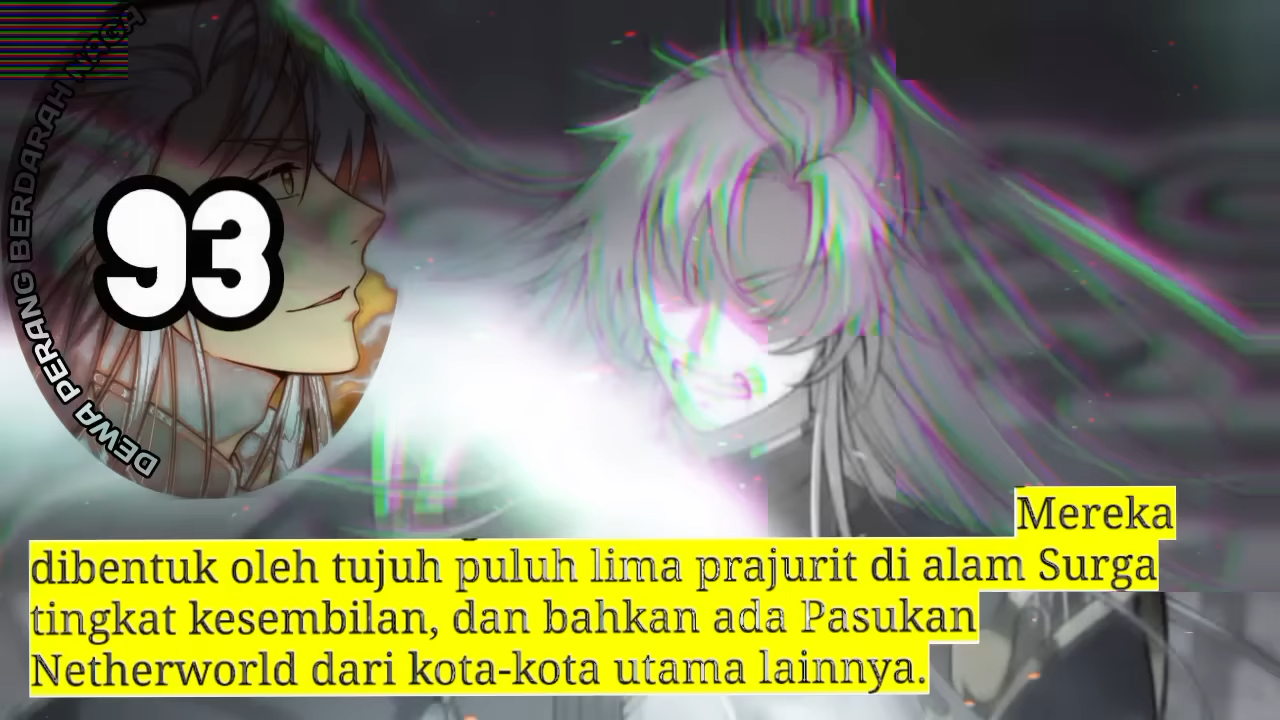 DEWA PERANG BERDARAH NAGA
93
Mereka
dibentuk oleh tujuh puluh lima prajurit di alam Surga
tingkat kesembilan, dan bahkan ada Pasukan
Netherworld dari kota-kota utama lainnya.